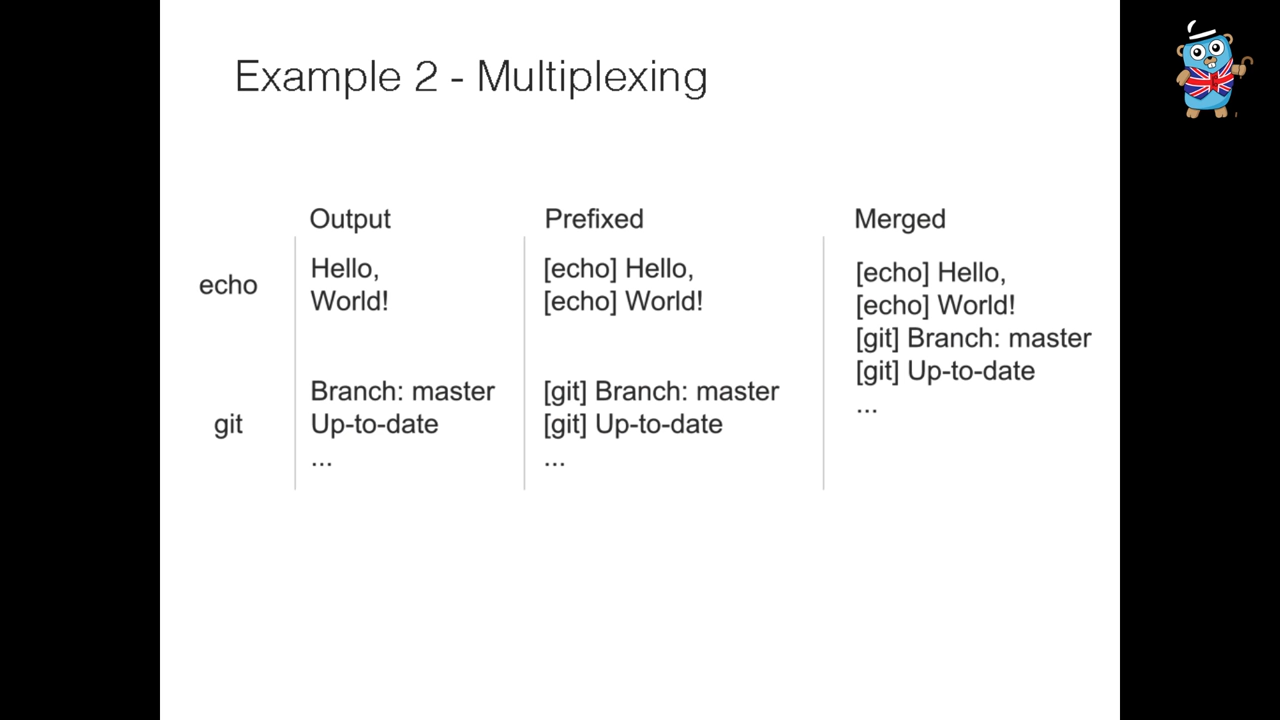 Example 2 - Multiplexing
Output
Prefixed
Merged
echo
Hello,
World!
[echo] Hello,
[echo] World!
git
Branch: master
Up-to-date
...
[git] Branch: master
[git] Up-to-date
...
[echo] Hello,
[echo] World!
[git] Branch: master
[git] Up-to-date
...